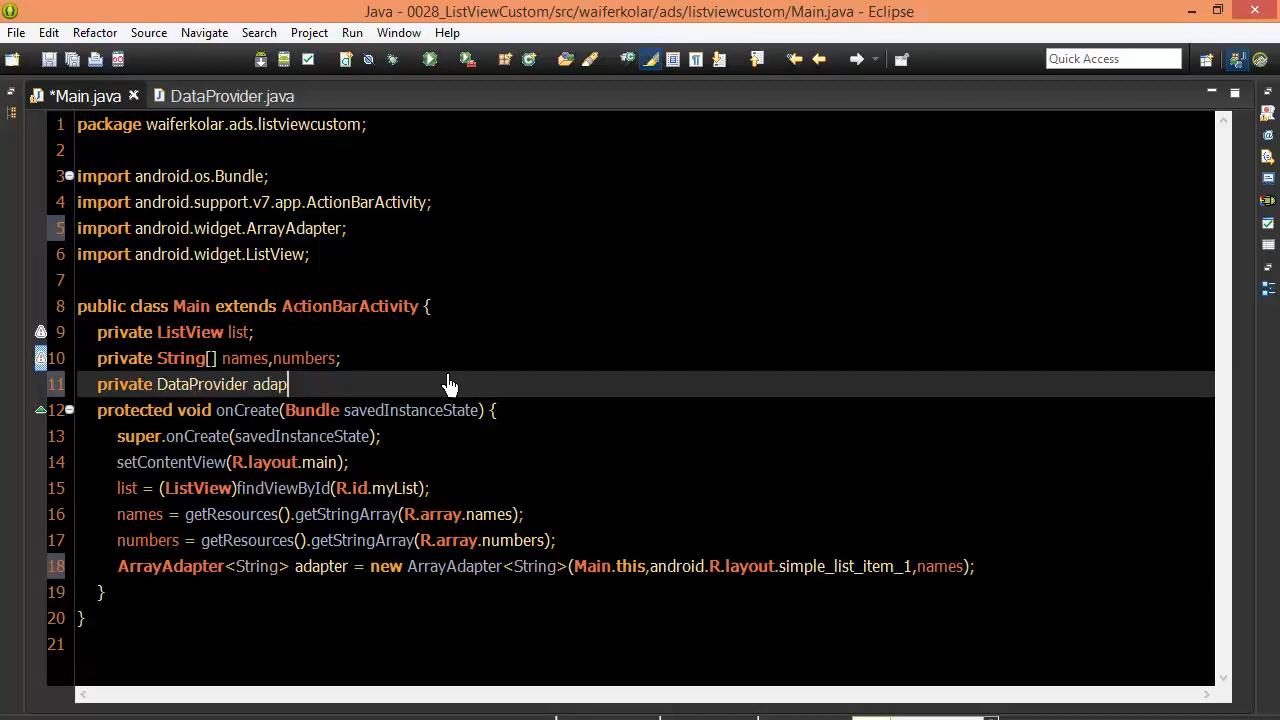 Java - 0028_ListViewCustom/src/waiferkolar/ads/listviewcustom/Main.java - Eclipse
File Edit Refactor Source Navigate Search Project Run Window Help
Quick Access
*Main.java DataProvider.java
1 package waiferkolar.ads.listviewcustom;
2
3 import android.os.Bundle;
4 import android.support.v7.app.ActionBarActivity;
5 import android.widget.ArrayAdapter;
6 import android.widget.ListView;
7
8 public class Main extends ActionBarActivity {
9 private ListView list;
10 private String[] names,numbers;
11 private DataProvider adap
12 protected void onCreate(Bundle savedInstanceState) {
13 super.onCreate(savedInstanceState);
14 setContentView(R.layout.main);
15 list = (ListView)findViewById(R.id.myList);
16 names = getResources().getStringArray(R.array.names);
17 numbers = getResources().getStringArray(R.array.numbers);
18 ArrayAdapter<String> adapter = new ArrayAdapter<String>(Main.this,android.R.layout.simple_list_item_1,names);
19 }
20 }
21